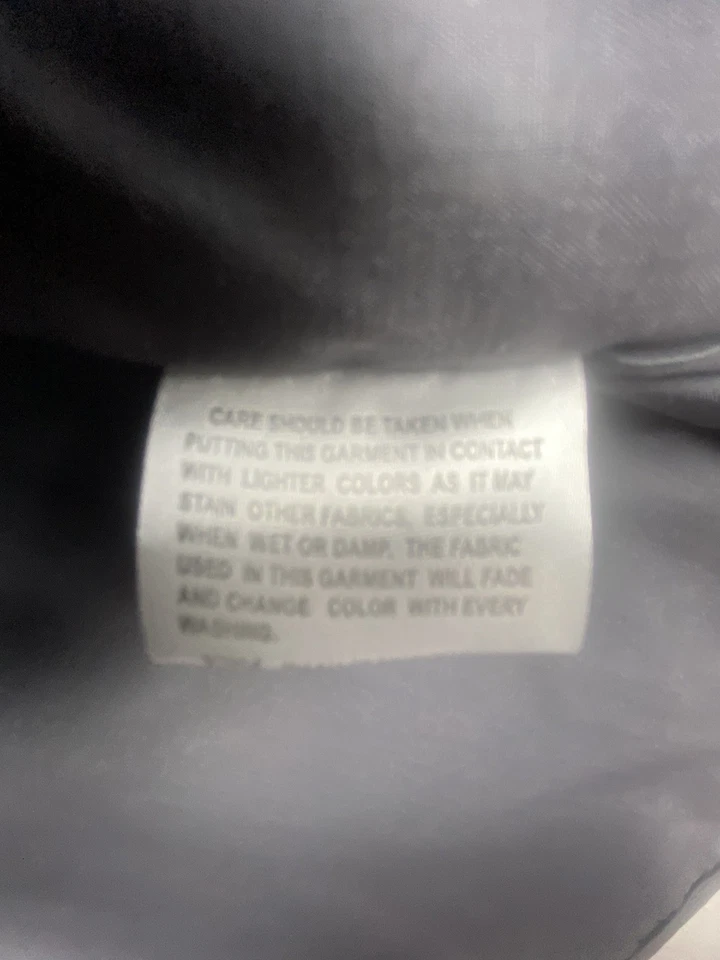 CARE SHOULD BE TAKEN WHEN
PUTTING THIS GARMENT IN CONTACT
WITH LIGHTER COLORS AS IT MAY
STAIN OTHER FABRICS, ESPECIALLY
WHEN WET OR DAMP. THE FABRIC
USED IN THIS GARMENT WILL FADE
AND CHANGE COLOR WITH EVERY
WASHING.